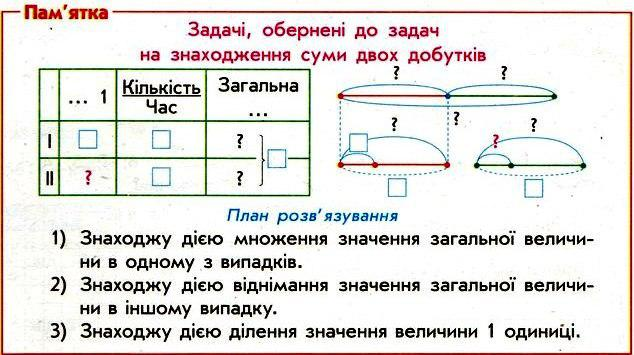 Пам'ятка
Задачі, обернені до задач
на знаходження суми двох добутків
... 1
Кількість
Час
Загальна
...
I
?
II
?
?
?
?
?
?
?
?
План розв'язування
1) Знаходжу дією множення значення загальної величи-
ни в одному з випадків.
2) Знаходжу дією віднімання значення загальної величи-
ни в іншому випадку.
3) Знаходжу дією ділення значення величини 1 одиниці.